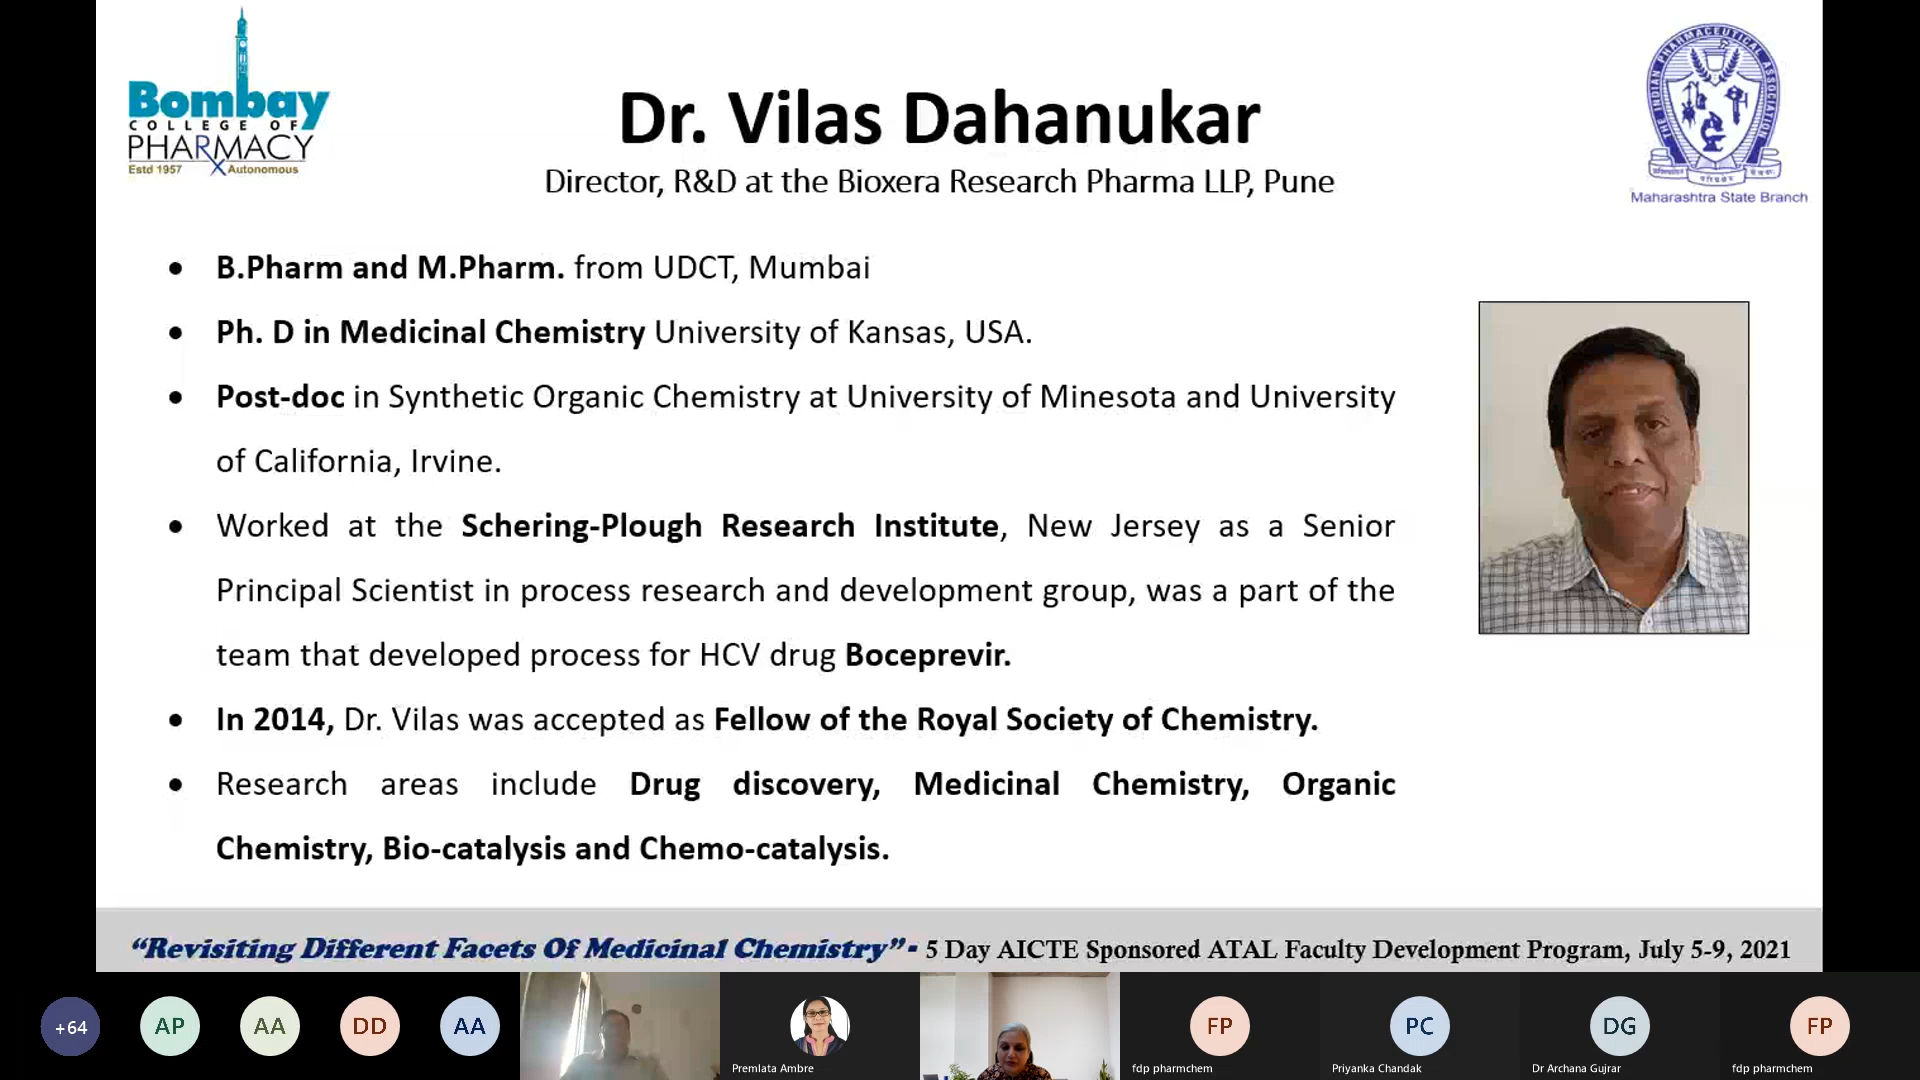 Bombay
COLLEGE OF
PHARMACY
Estd 1957 Autonomous
Dr. Vilas Dahanukar
Director, R&D at the Bioxera Research Pharma LLP, Pune
THE INDIAN PHARMACEUTICAL ASSOCIATION
Maharashtra State Branch
• B.Pharm and M.Pharm. from UDCT, Mumbai
• Ph. D in Medicinal Chemistry University of Kansas, USA.
• Post-doc in Synthetic Organic Chemistry at University of Minesota and University
of California, Irvine.
• Worked at the Schering-Plough Research Institute, New Jersey as a Senior
Principal Scientist in process research and development group, was a part of the
team that developed process for HCV drug Boceprevir.
• In 2014, Dr. Vilas was accepted as Fellow of the Royal Society of Chemistry.
• Research areas include Drug discovery, Medicinal Chemistry, Organic
Chemistry, Bio-catalysis and Chemo-catalysis.
“Revisiting Different Facets Of Medicinal Chemistry”- 5 Day AICTE Sponsored ATAL Faculty Development Program, July 5-9, 2021
+64 AP AA DD AA FP PC DG FP
Premlata Ambre fdp pharmchem Priyanka Chandak Dr Archana Gujrar fdp pharmchem